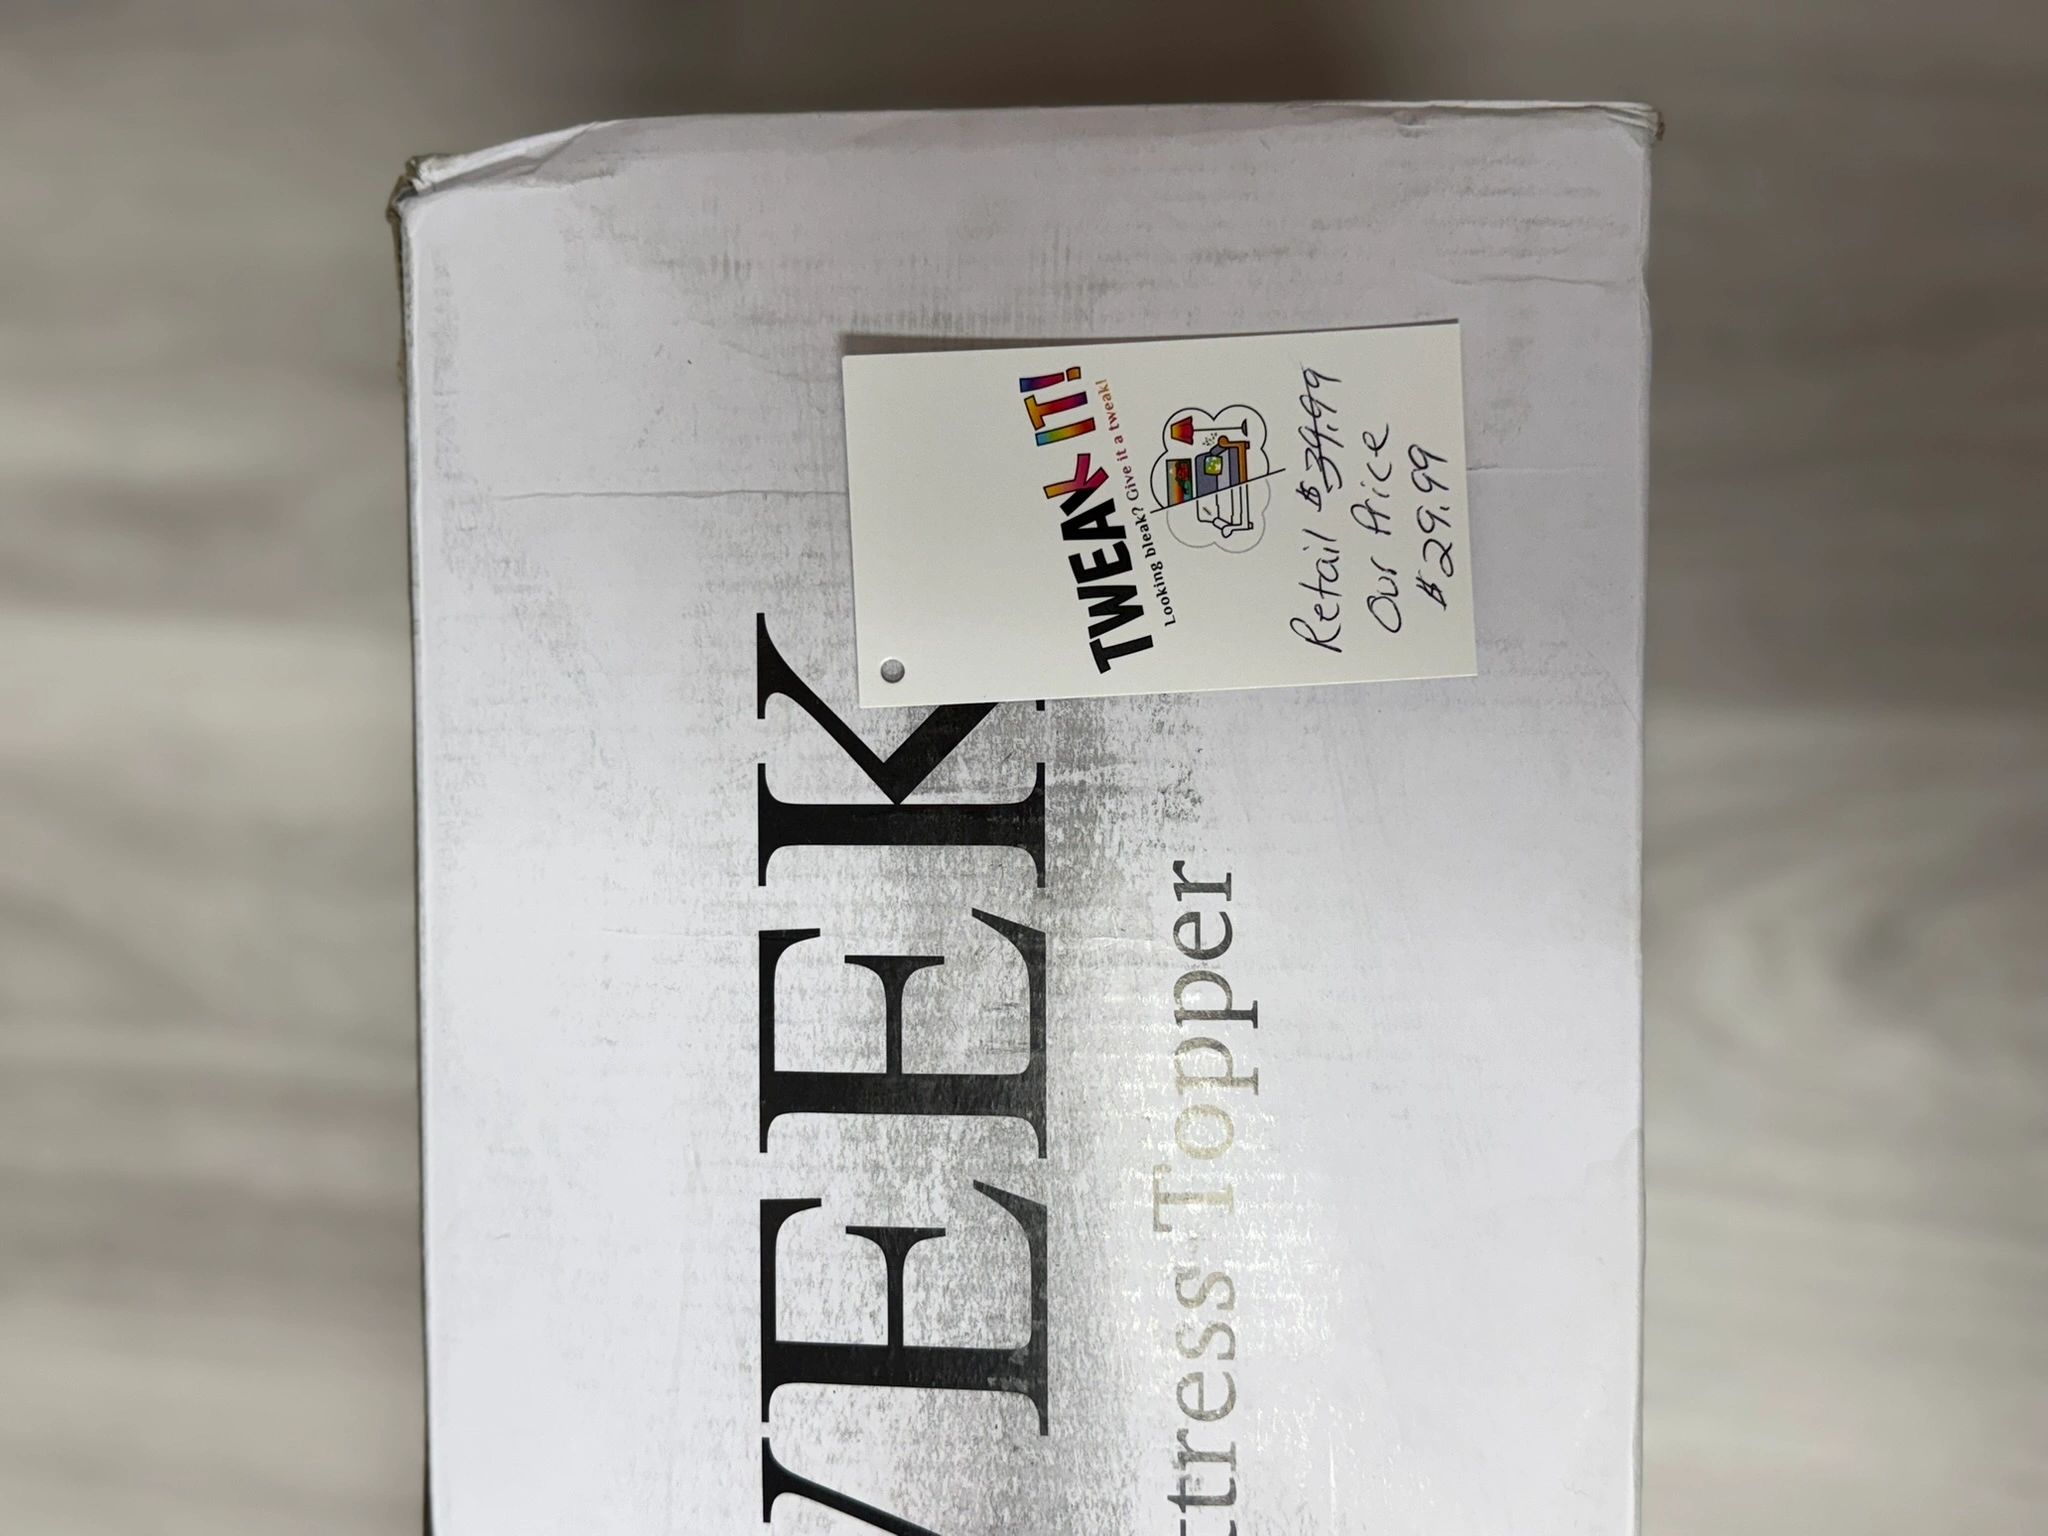 VEEK
ttress Topper
TWEAK IT!
Looking bleak? Give it a tweak!
Retail $39.99
Our Price
$29.99